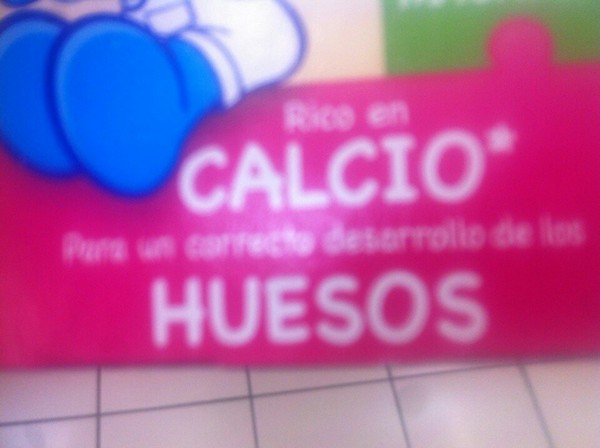 Rico en
CALCIO*
Para un correcto desarrollo de los
HUESOS